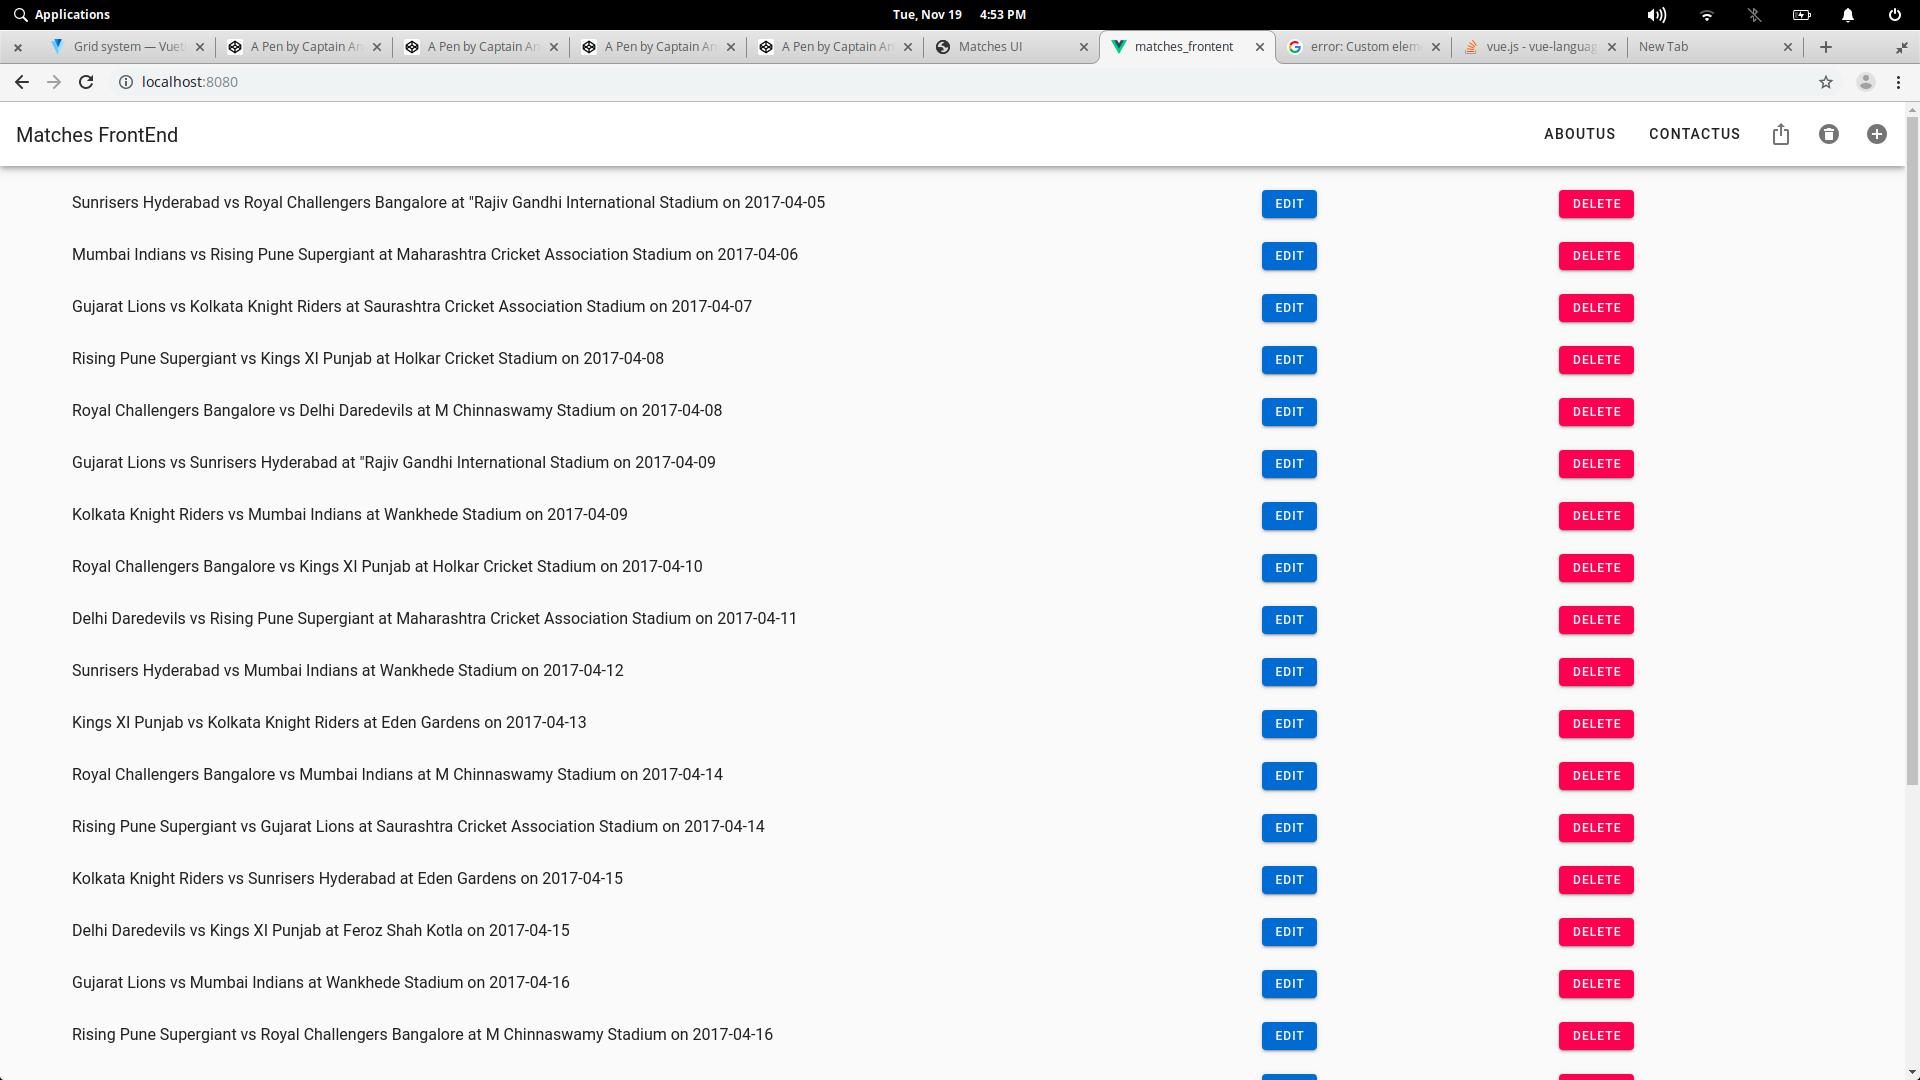 Applications
Tue, Nov 19 4:53 PM
Grid system — Vuet
A Pen by Captain An
A Pen by Captain An
A Pen by Captain An
A Pen by Captain An
Matches UI
matches_frontent
error: Custom elem
vue.js - vue-languag
New Tab
localhost:8080
Matches FrontEnd
ABOUTUS CONTACTUS
Sunrisers Hyderabad vs Royal Challengers Bangalore at "Rajiv Gandhi International Stadium on 2017-04-05 EDIT DELETE
Mumbai Indians vs Rising Pune Supergiant at Maharashtra Cricket Association Stadium on 2017-04-06 EDIT DELETE
Gujarat Lions vs Kolkata Knight Riders at Saurashtra Cricket Association Stadium on 2017-04-07 EDIT DELETE
Rising Pune Supergiant vs Kings XI Punjab at Holkar Cricket Stadium on 2017-04-08 EDIT DELETE
Royal Challengers Bangalore vs Delhi Daredevils at M Chinnaswamy Stadium on 2017-04-08 EDIT DELETE
Gujarat Lions vs Sunrisers Hyderabad at "Rajiv Gandhi International Stadium on 2017-04-09 EDIT DELETE
Kolkata Knight Riders vs Mumbai Indians at Wankhede Stadium on 2017-04-09 EDIT DELETE
Royal Challengers Bangalore vs Kings XI Punjab at Holkar Cricket Stadium on 2017-04-10 EDIT DELETE
Delhi Daredevils vs Rising Pune Supergiant at Maharashtra Cricket Association Stadium on 2017-04-11 EDIT DELETE
Sunrisers Hyderabad vs Mumbai Indians at Wankhede Stadium on 2017-04-12 EDIT DELETE
Kings XI Punjab vs Kolkata Knight Riders at Eden Gardens on 2017-04-13 EDIT DELETE
Royal Challengers Bangalore vs Mumbai Indians at M Chinnaswamy Stadium on 2017-04-14 EDIT DELETE
Rising Pune Supergiant vs Gujarat Lions at Saurashtra Cricket Association Stadium on 2017-04-14 EDIT DELETE
Kolkata Knight Riders vs Sunrisers Hyderabad at Eden Gardens on 2017-04-15 EDIT DELETE
Delhi Daredevils vs Kings XI Punjab at Feroz Shah Kotla on 2017-04-15 EDIT DELETE
Gujarat Lions vs Mumbai Indians at Wankhede Stadium on 2017-04-16 EDIT DELETE
Rising Pune Supergiant vs Royal Challengers Bangalore at M Chinnaswamy Stadium on 2017-04-16 EDIT DELETE